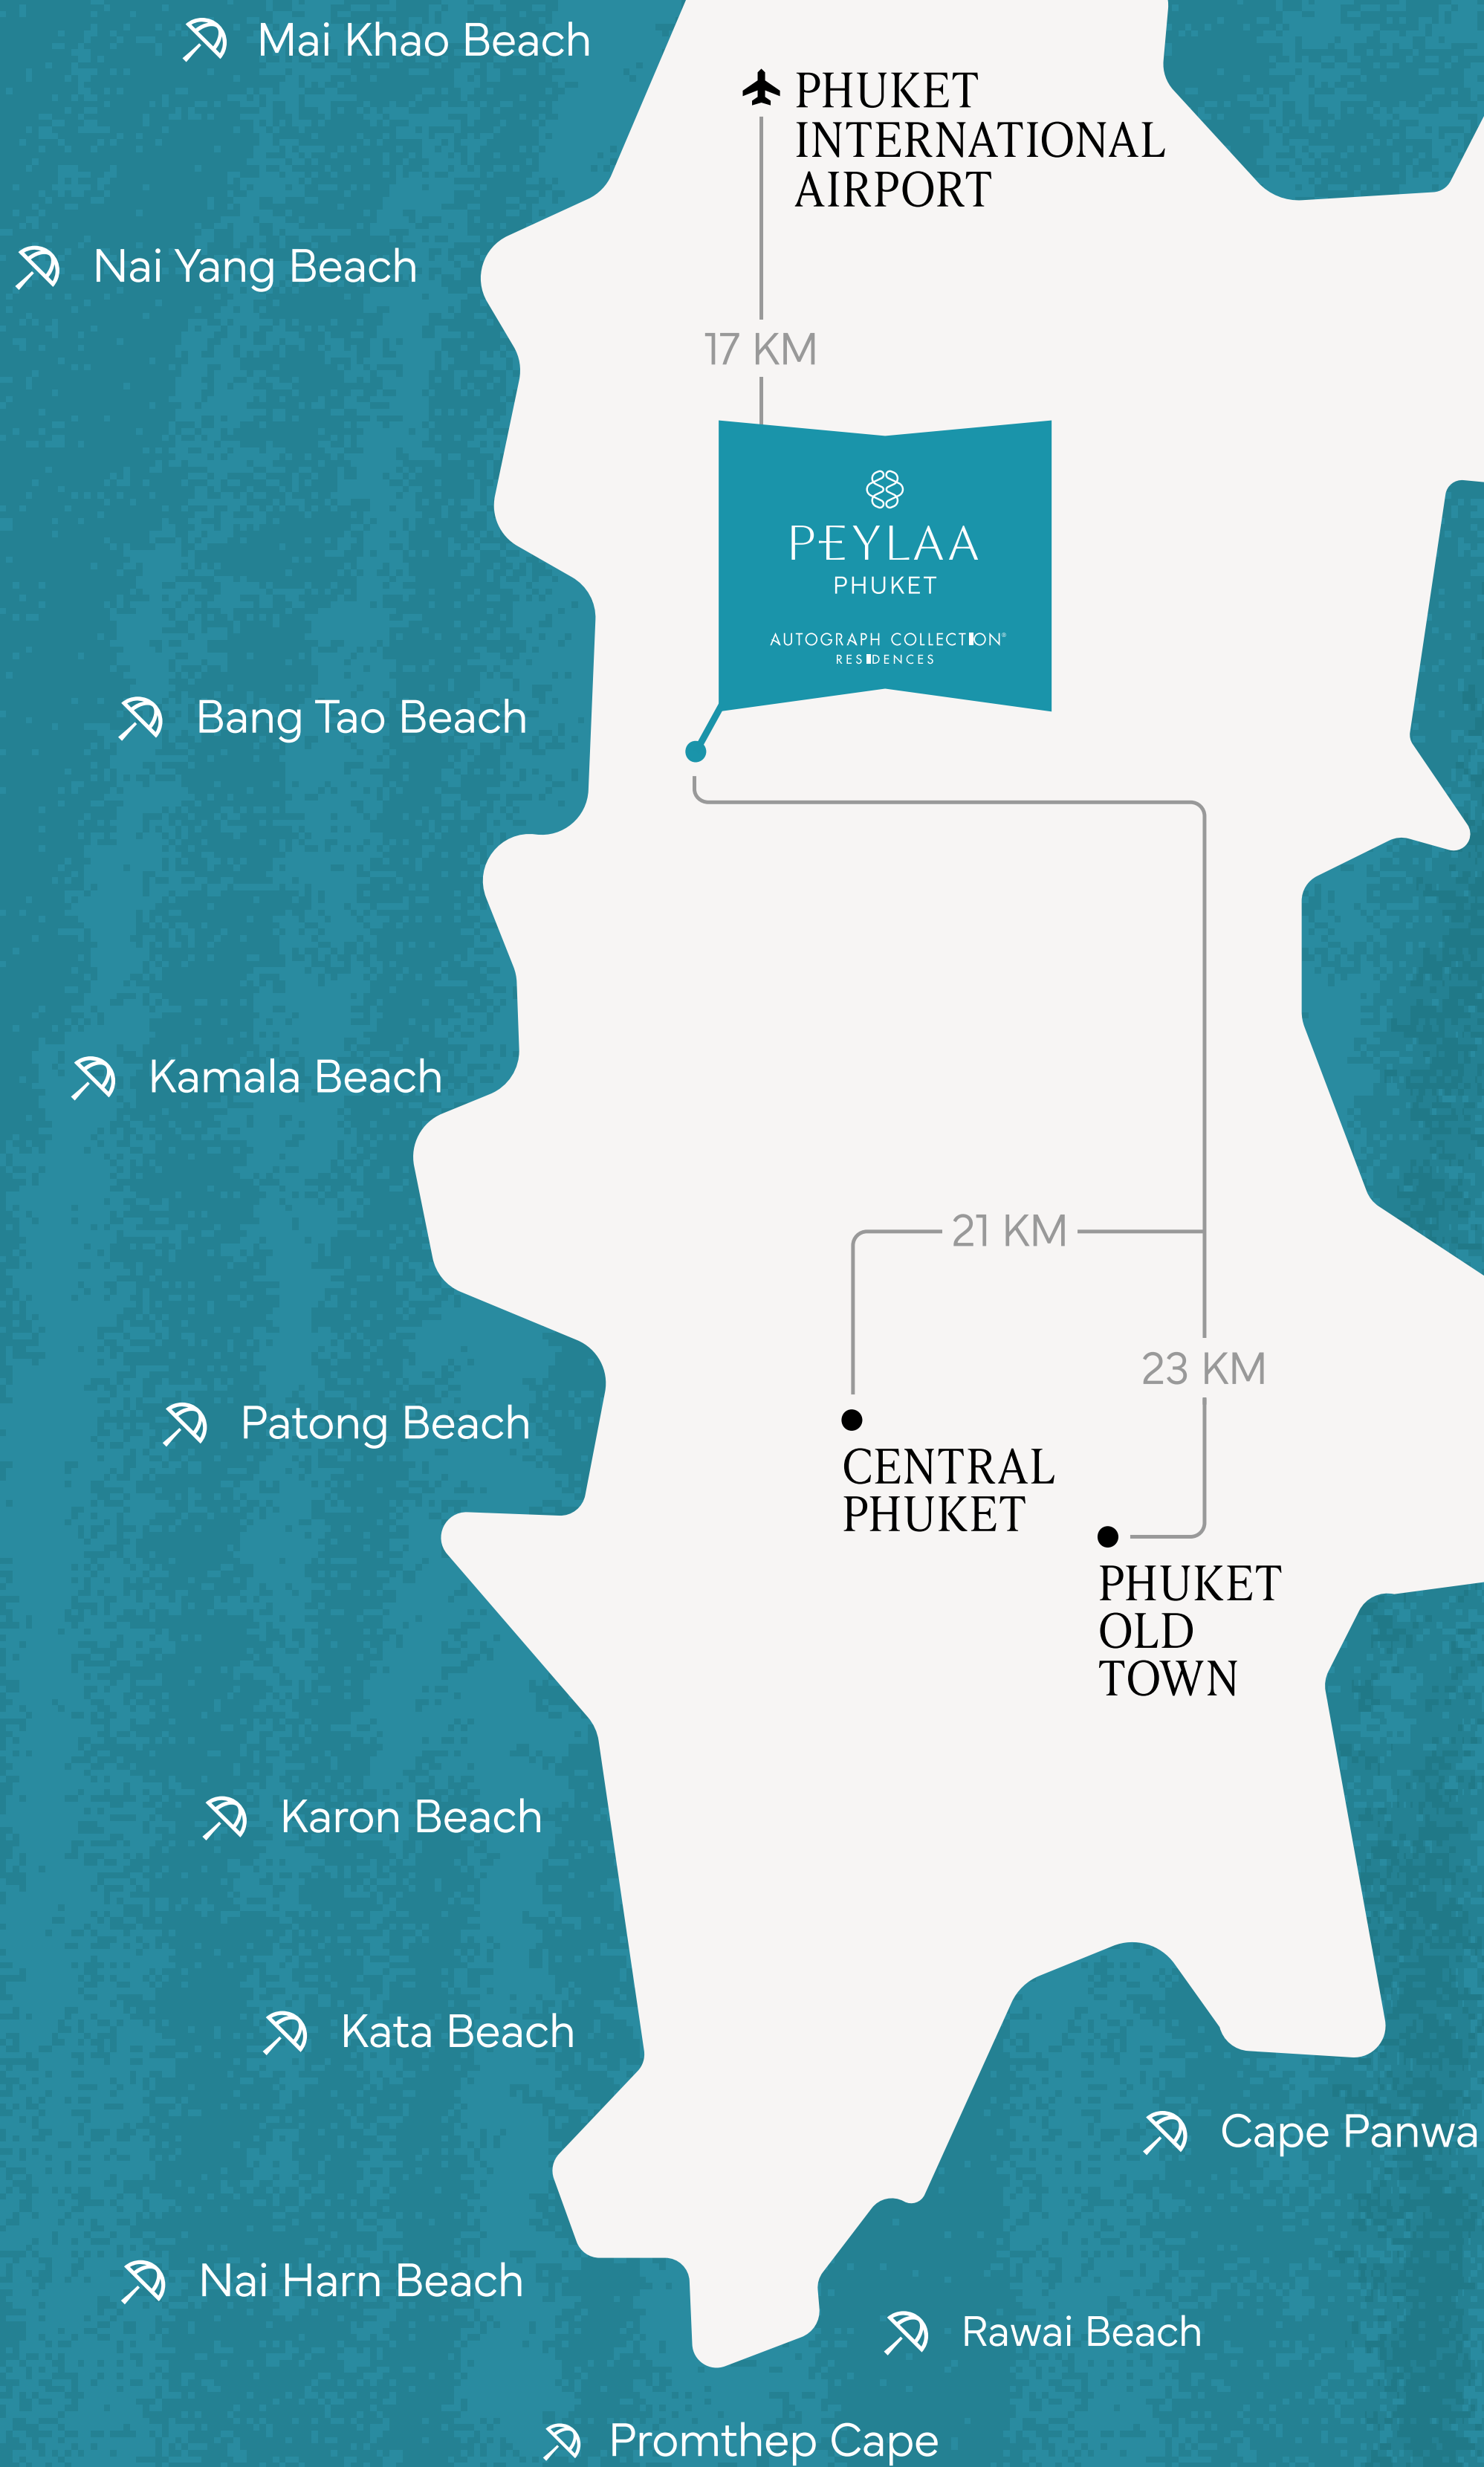 Mai Khao Beach
PHUKET
INTERNATIONAL
AIRPORT
Nai Yang Beach
17 KM
PEYLAA
PHUKET
AUTOGRAPH COLLECTION®
RESIDENCES
Bang Tao Beach
Kamala Beach
21 KM
23 KM
Patong Beach
CENTRAL
PHUKET
PHUKET
OLD
TOWN
Karon Beach
Kata Beach
Cape Panwa
Nai Harn Beach
Rawai Beach
Promthep Cape